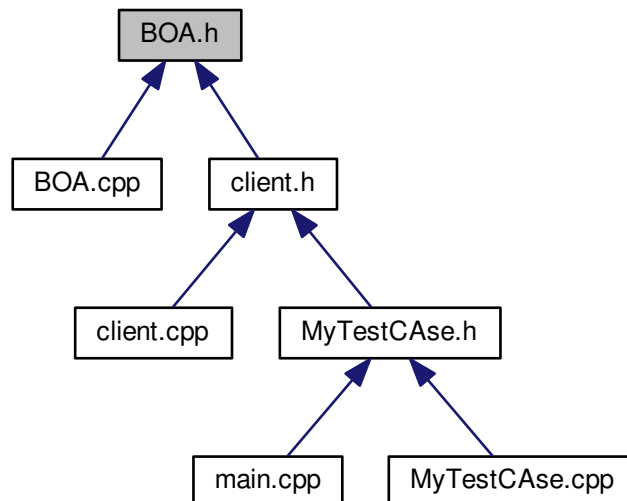 BOA.h
BOA.cpp
client.h
client.cpp
MyTestCAse.h
main.cpp
MyTestCAse.cpp